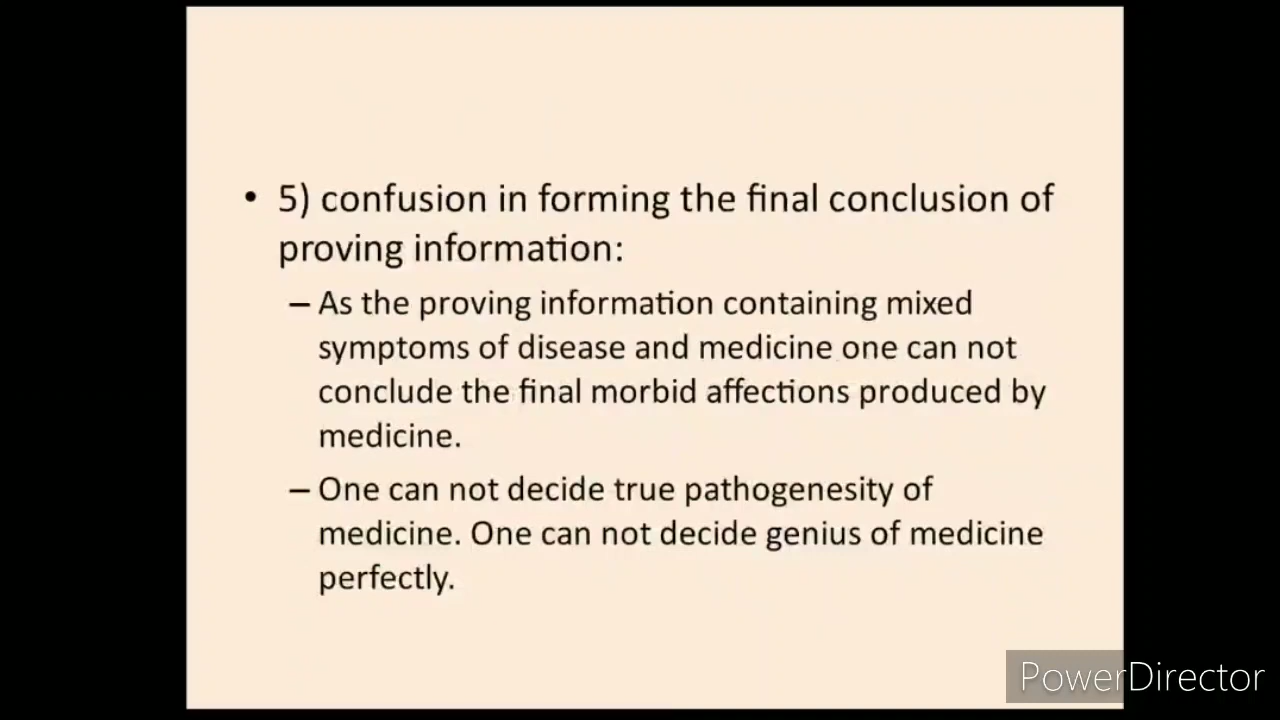 • 5) confusion in forming the final conclusion of
proving information:
– As the proving information containing mixed
symptoms of disease and medicine one can not
conclude the final morbid affections produced by
medicine.
– One can not decide true pathogenesity of
medicine. One can not decide genius of medicine
perfectly.
PowerDirector